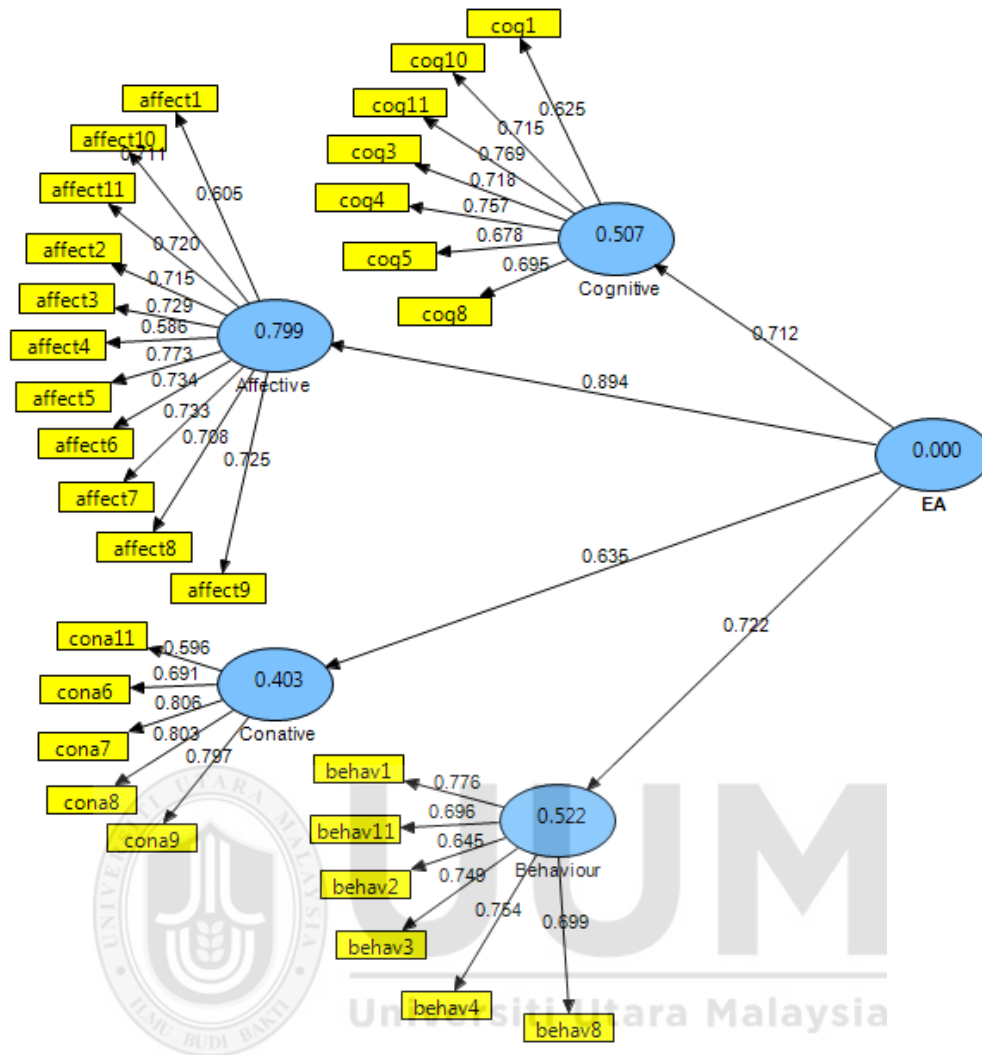 coq1
coq10
coq11
coq3
coq4
coq5
coq8
0.625
0.715
0.769
0.718
0.757
0.678
0.695
0.507
Cognitive
affect1
affect10
affect11
affect2
affect3
affect4
affect5
affect6
affect7
affect8
affect9
0.605
0.711
0.720
0.715
0.729
0.586
0.773
0.734
0.733
0.708
0.725
0.799
Affective
0.712
0.894
0.635
0.722
0.000
EA
cona11
cona6
cona7
cona8
cona9
0.596
0.691
0.806
0.803
0.797
0.403
Conative
behav1
behav11
behav2
behav3
behav4
behav8
0.776
0.696
0.645
0.749
0.754
0.699
0.522
Behaviour
UNIVERSITI UTARA MALAYSIA
ILMU BUDI BAKTI
UUM
Universiti Utara Malaysia